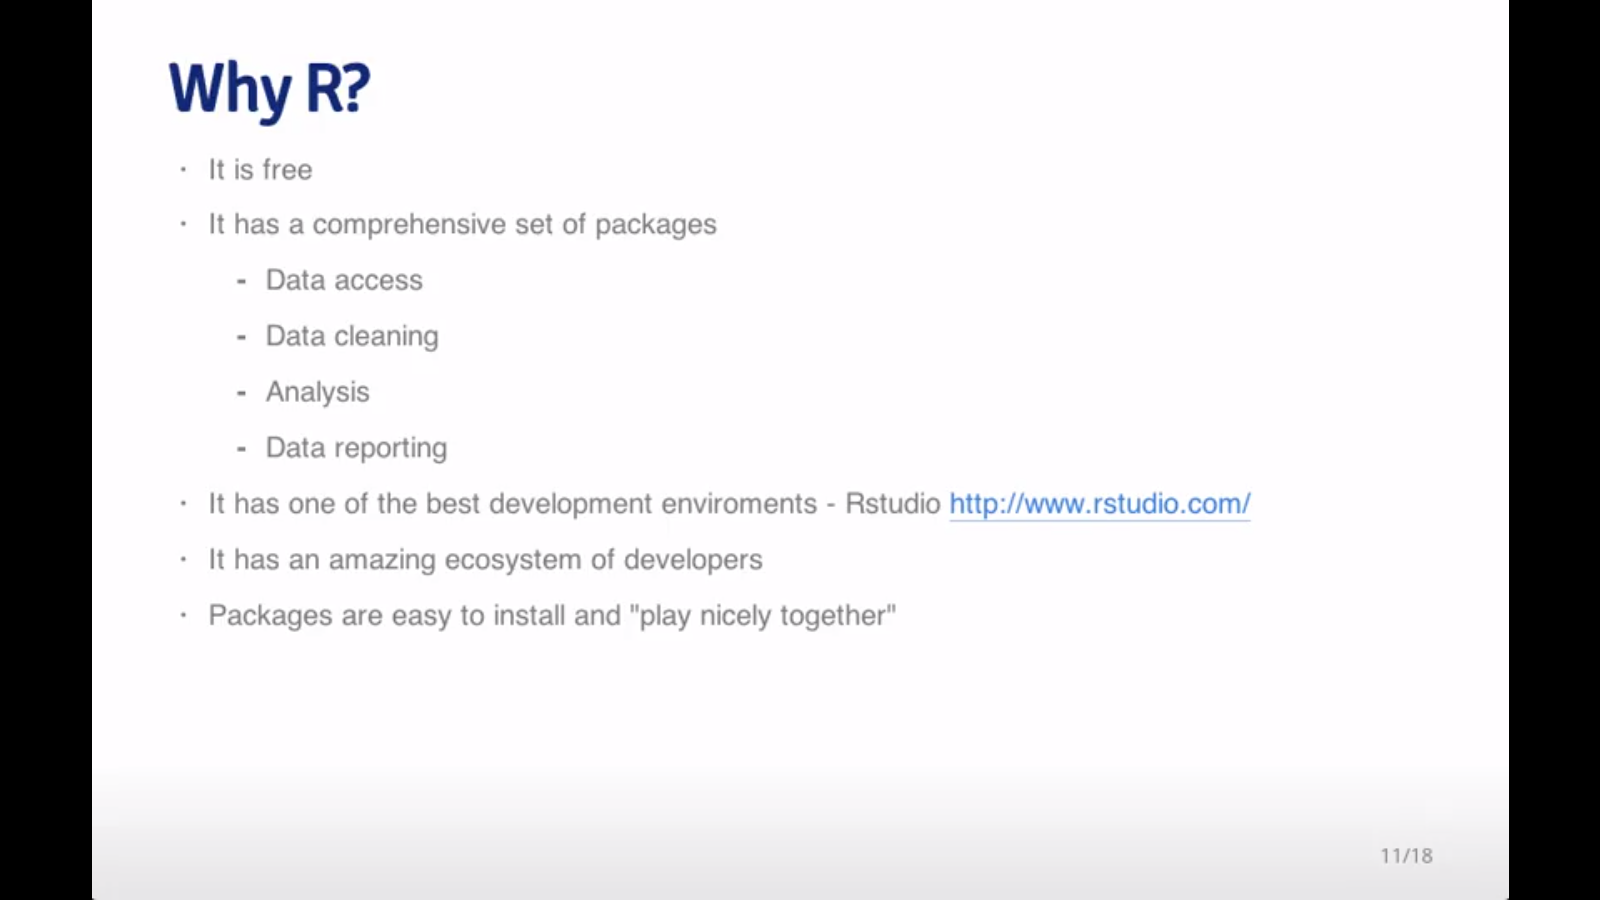 Why R?
· It is free
· It has a comprehensive set of packages
- Data access
- Data cleaning
- Analysis
- Data reporting
· It has one of the best development enviroments - Rstudio http://www.rstudio.com/
· It has an amazing ecosystem of developers
· Packages are easy to install and "play nicely together"
11/18